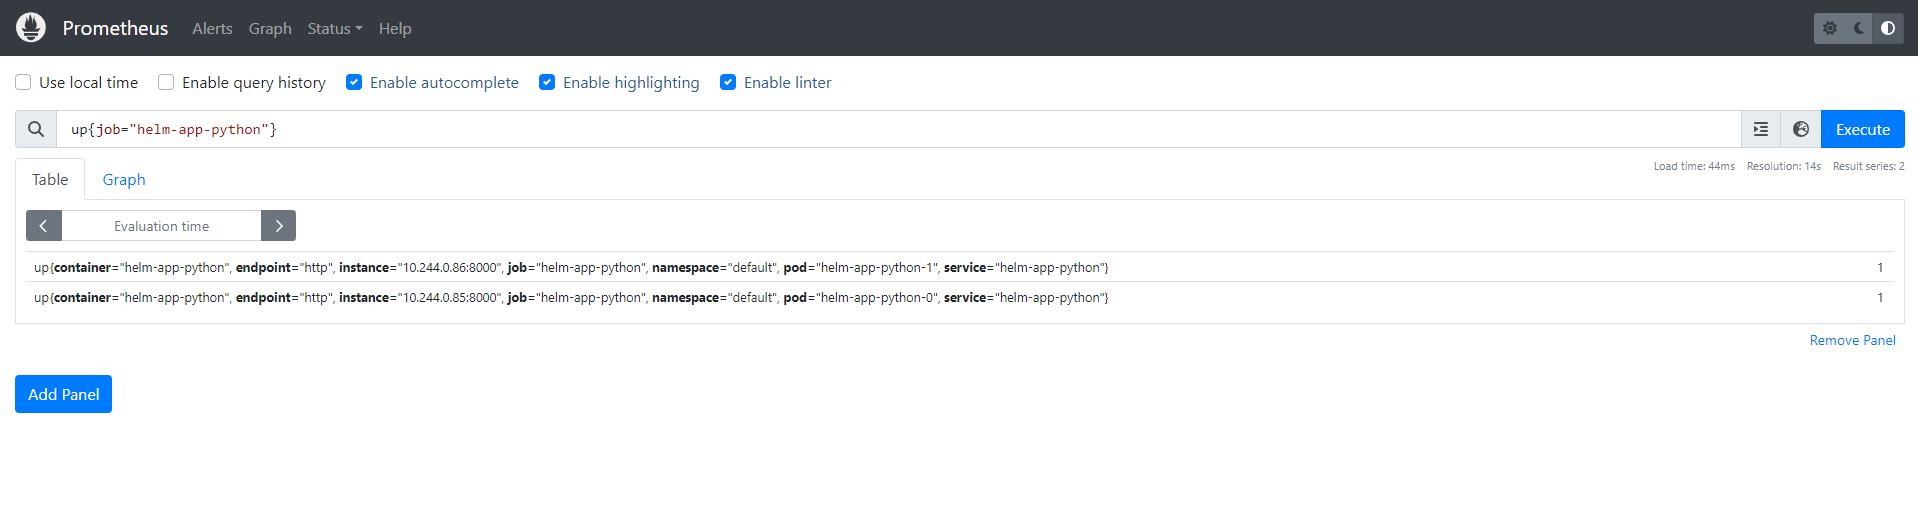 Prometheus Alerts Graph Status Help
Use local time Enable query history Enable autocomplete Enable highlighting Enable linter
up{job="helm-app-python"} Execute
Load time: 44ms Resolution: 14s Result series: 2
Table Graph
Evaluation time
up{container="helm-app-python", endpoint="http", instance="10.244.0.86:8000", job="helm-app-python", namespace="default", pod="helm-app-python-1", service="helm-app-python"} 1
up{container="helm-app-python", endpoint="http", instance="10.244.0.85:8000", job="helm-app-python", namespace="default", pod="helm-app-python-0", service="helm-app-python"} 1
Remove Panel
Add Panel